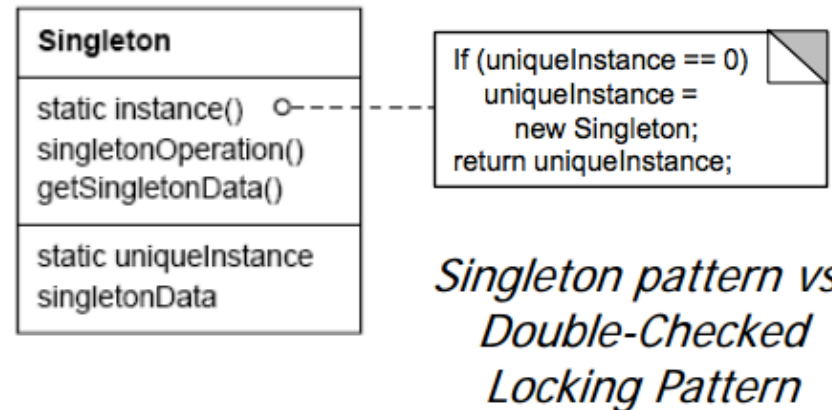 Singleton
static instance()
singletonOperation()
getSingletonData()
static uniqueInstance
singletonData
If (uniqueInstance == 0)
uniqueInstance =
new Singleton;
return uniqueInstance;
Singleton pattern vs
Double-Checked
Locking Pattern